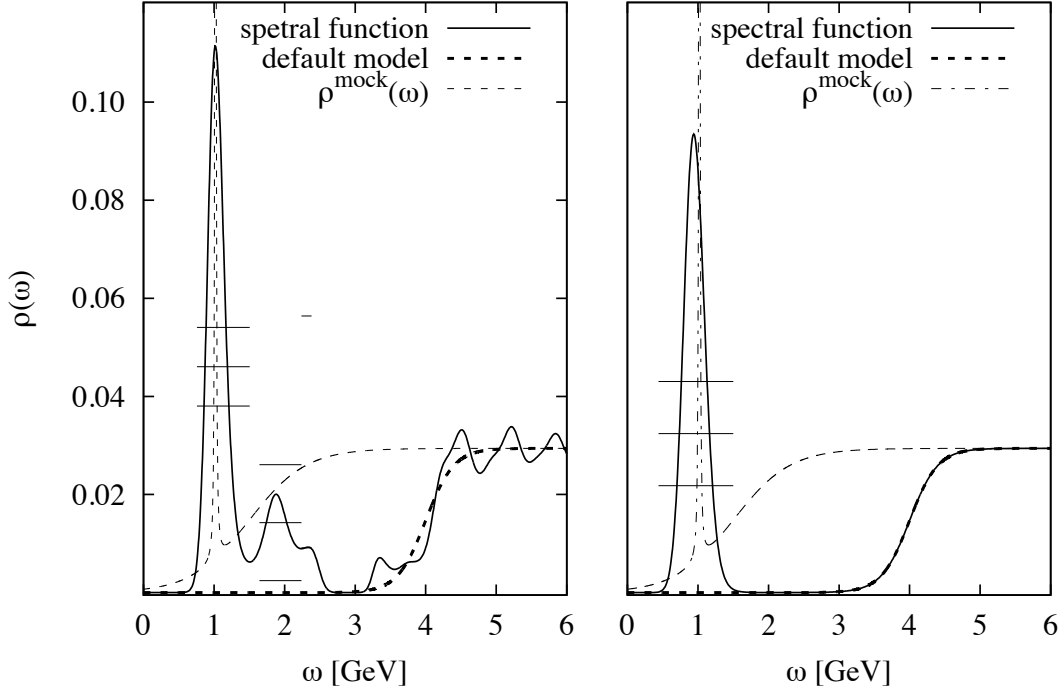 spetral function
default model
ρ^mock(ω)
0.10
0.08
0.06
0.04
0.02
ρ(ω)
0 1 2 3 4 5 6
ω [GeV]
spectral function
default model
ρ^mock(ω)
0 1 2 3 4 5 6
ω [GeV]